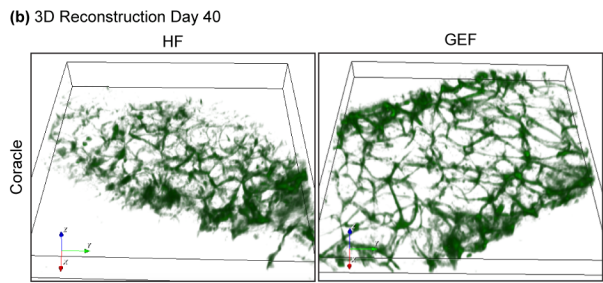 (b) 3D Reconstruction Day 40
HF
GEF
Coracle
Z
Y
X
Z
X